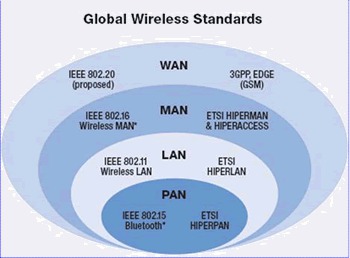 Global Wireless Standards
WAN
IEEE 802.20
(proposed)
3GPP, EDGE
(GSM)
MAN
IEEE 802.16
Wireless MAN*
ETSI HIPERMAN
& HIPERACCESS
LAN
IEEE 802.11
Wireless LAN
ETSI
HIPERLAN
PAN
IEEE 802.15
Bluetooth*
ETSI
HIPERPAN